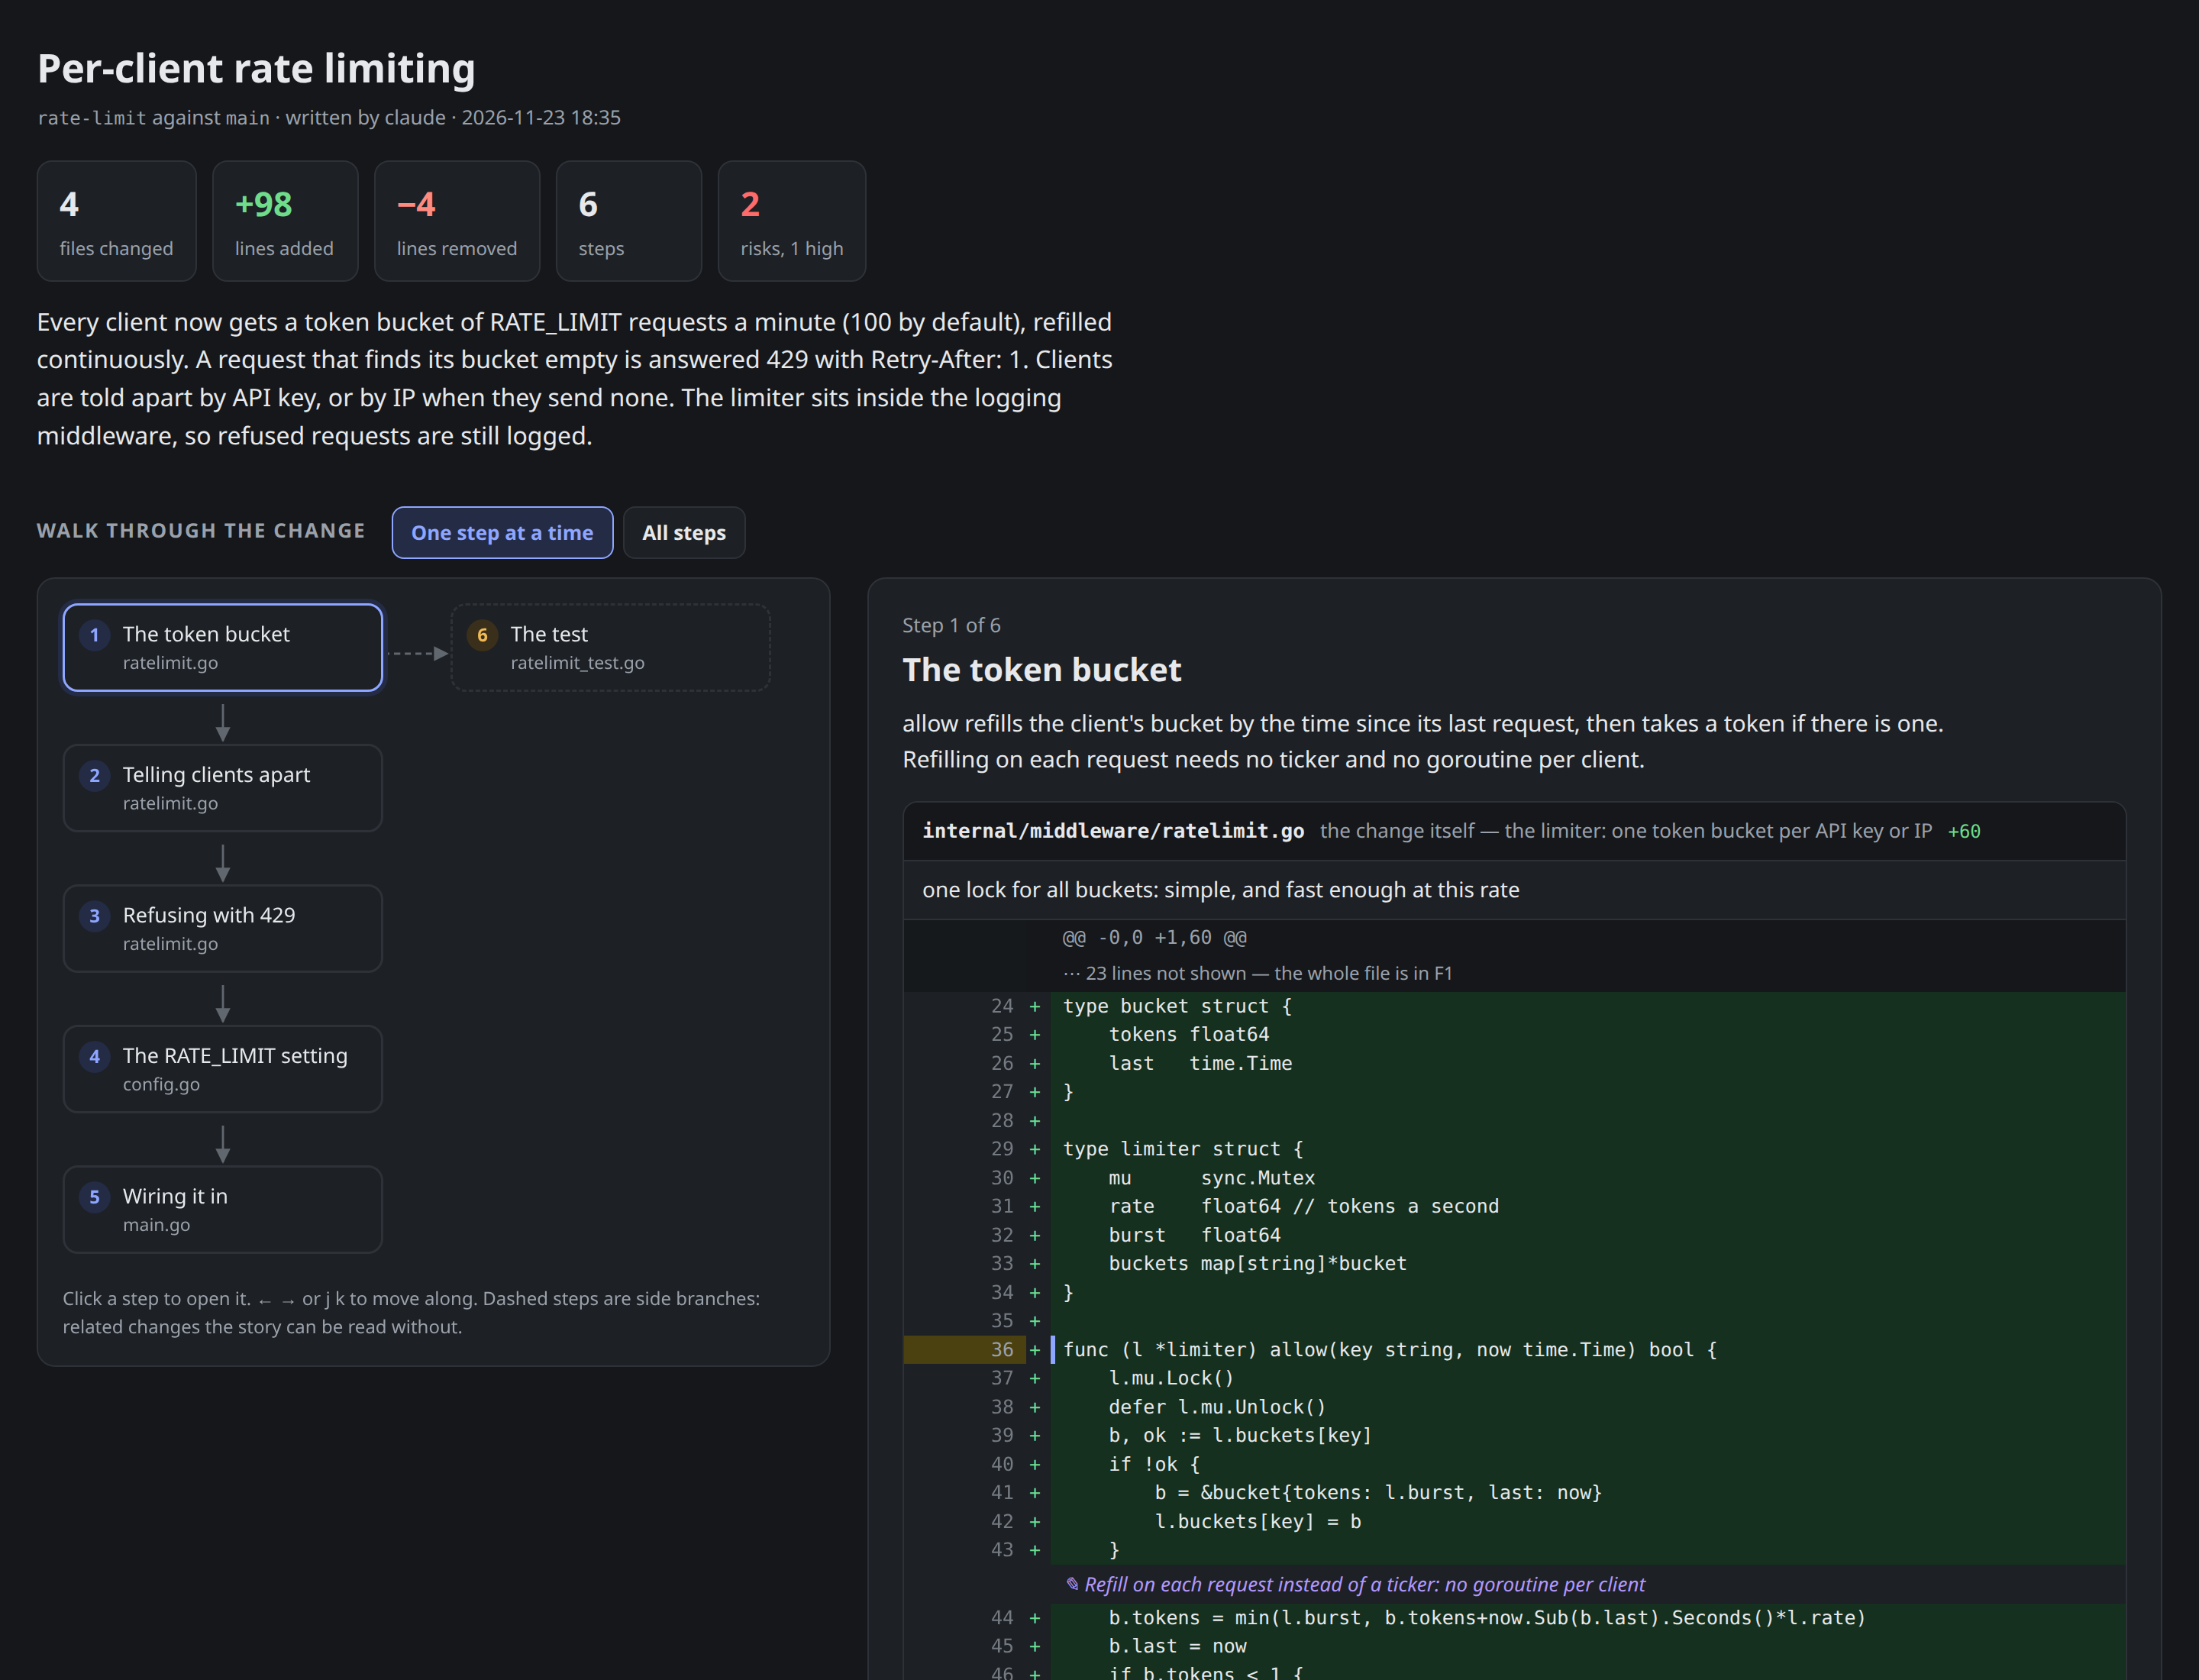 Per-client rate limiting
rate-limit against main · written by claude · 2026-11-23 18:35
4
files changed
+98
lines added
−4
lines removed
6
steps
2
risks, 1 high
Every client now gets a token bucket of RATE_LIMIT requests a minute (100 by default), refilled
continuously. A request that finds its bucket empty is answered 429 with Retry-After: 1. Clients
are told apart by API key, or by IP when they send none. The limiter sits inside the logging
middleware, so refused requests are still logged.
WALK THROUGH THE CHANGE
One step at a time
All steps
1 The token bucket
ratelimit.go
6 The test
ratelimit_test.go
2 Telling clients apart
ratelimit.go
3 Refusing with 429
ratelimit.go
4 The RATE_LIMIT setting
config.go
5 Wiring it in
main.go
Click a step to open it. ← → or j k to move along. Dashed steps are side branches:
related changes the story can be read without.
Step 1 of 6
The token bucket
allow refills the client's bucket by the time since its last request, then takes a token if there is one.
Refilling on each request needs no ticker and no goroutine per client.
internal/middleware/ratelimit.go the change itself — the limiter: one token bucket per API key or IP +60
one lock for all buckets: simple, and fast enough at this rate
@@ -0,0 +1,60 @@
⋯ 23 lines not shown — the whole file is in F1
24 + type bucket struct {
25 +     tokens float64
26 +     last   time.Time
27 + }
28 +
29 + type limiter struct {
30 +     mu      sync.Mutex
31 +     rate    float64 // tokens a second
32 +     burst   float64
33 +     buckets map[string]*bucket
34 + }
35 +
36 + func (l *limiter) allow(key string, now time.Time) bool {
37 +     l.mu.Lock()
38 +     defer l.mu.Unlock()
39 +     b, ok := l.buckets[key]
40 +     if !ok {
41 +         b = &bucket{tokens: l.burst, last: now}
42 +         l.buckets[key] = b
43 +     }
✎ Refill on each request instead of a ticker: no goroutine per client
44 +     b.tokens = min(l.burst, b.tokens+now.Sub(b.last).Seconds()*l.rate)
45 +     b.last = now
46 +     if b.tokens < 1 {